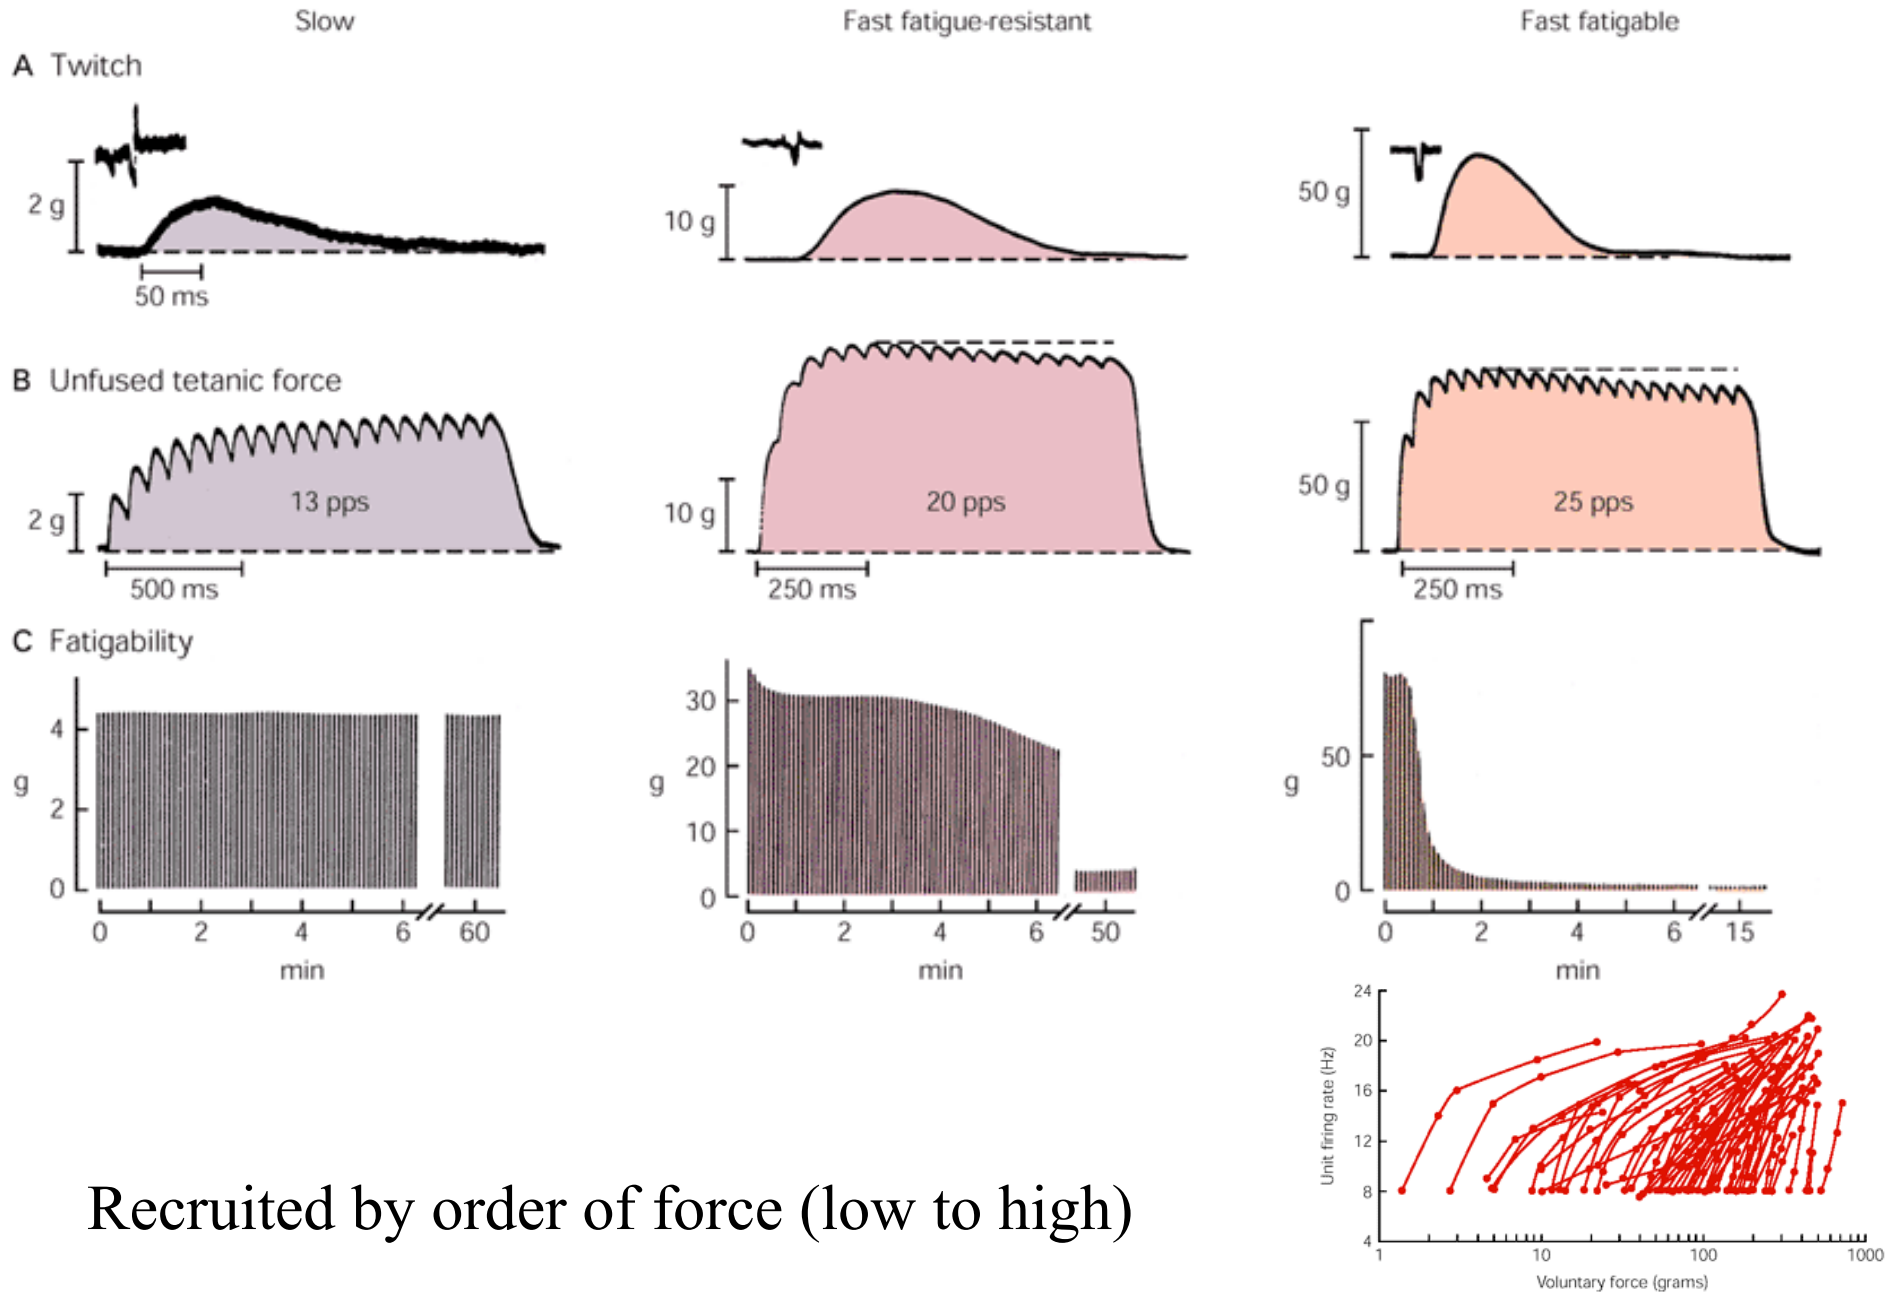 Slow
Fast fatigue-resistant
Fast fatigable
A Twitch
2 g
50 ms
10 g
50 g
B Unfused tetanic force
2 g
13 pps
500 ms
10 g
20 pps
250 ms
50 g
25 pps
250 ms
C Fatigability
4
2
0
g
0 2 4 6 60
min
30
20
10
0
g
0 2 4 6 50
min
50
0
g
0 2 4 6 15
min
24
20
16
12
8
4
Unit firing rate (Hz)
1 10 100 1000
Voluntary force (grams)
Recruited by order of force (low to high)